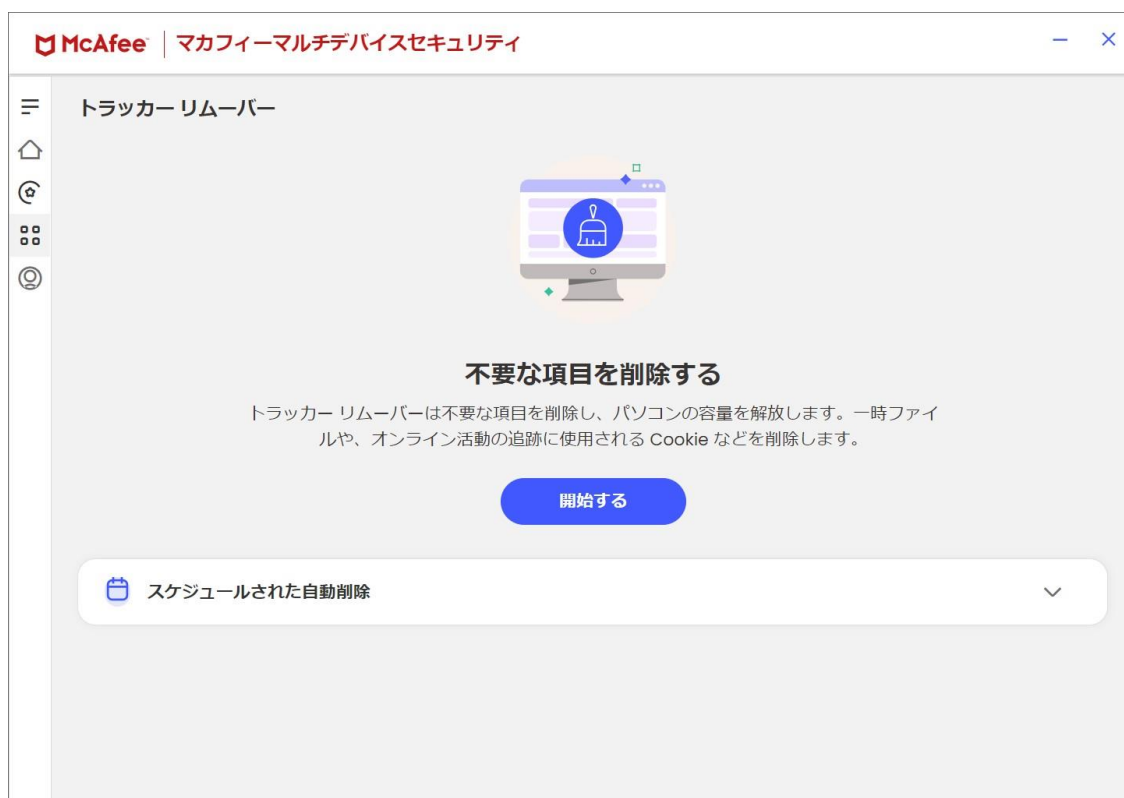 McAfee™ マカフィーマルチデバイスセキュリティ
トラッカー リムーバー
不要な項目を削除する
トラッカー リムーバーは不要な項目を削除し、パソコンの容量を解放します。一時ファイ
ルや、オンライン活動の追跡に使用される Cookie などを削除します。
開始する
スケジュールされた自動削除